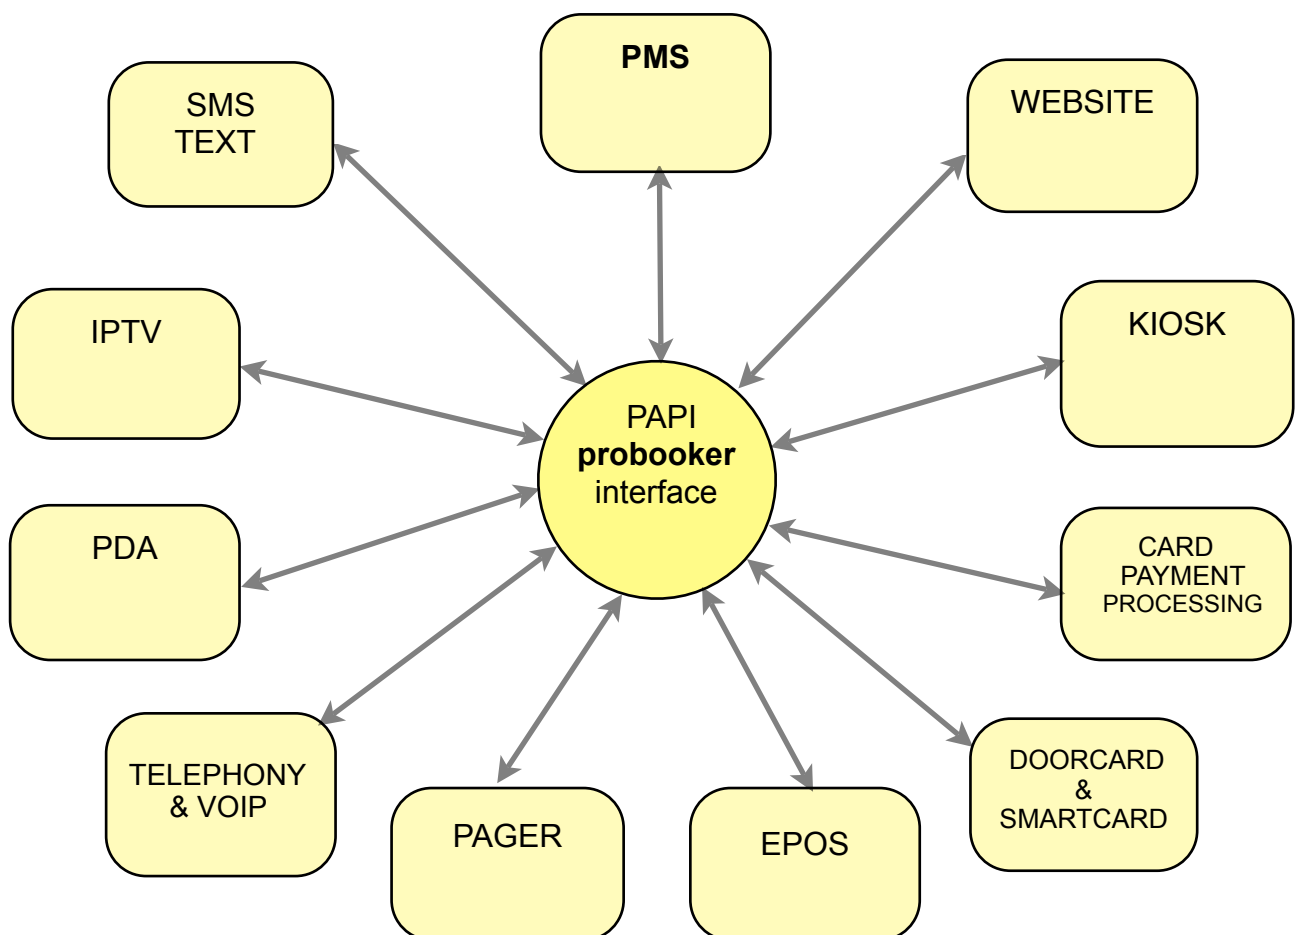 PMS
SMS
TEXT
WEBSITE
IPTV
KIOSK
PAPI
probooker
interface
PDA
CARD
PAYMENT
PROCESSING
TELEPHONY
& VOIP
PAGER
EPOS
DOORCARD
&
SMARTCARD